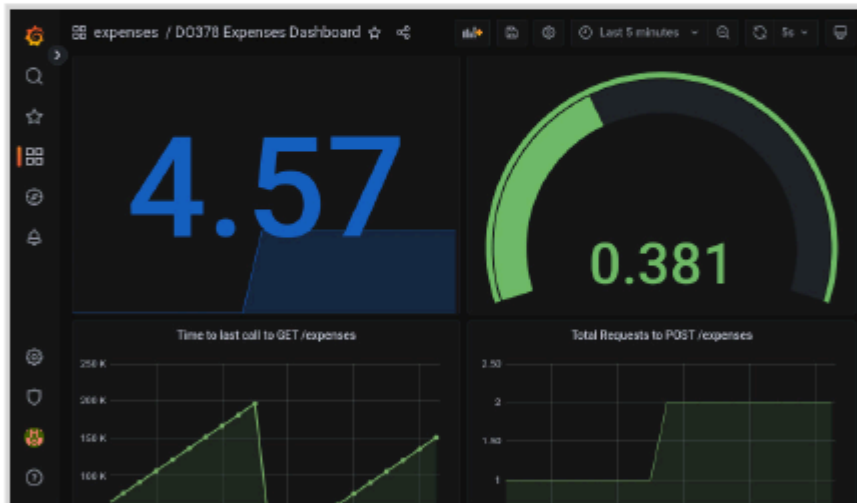 expenses / DO378 Expenses Dashboard
Last 5 minutes
5s
4.57
0.381
Time to last call to GET /expenses
250 K
200 K
150 K
100 K
Total Requests to POST /expenses
2.50
2
1.50
1